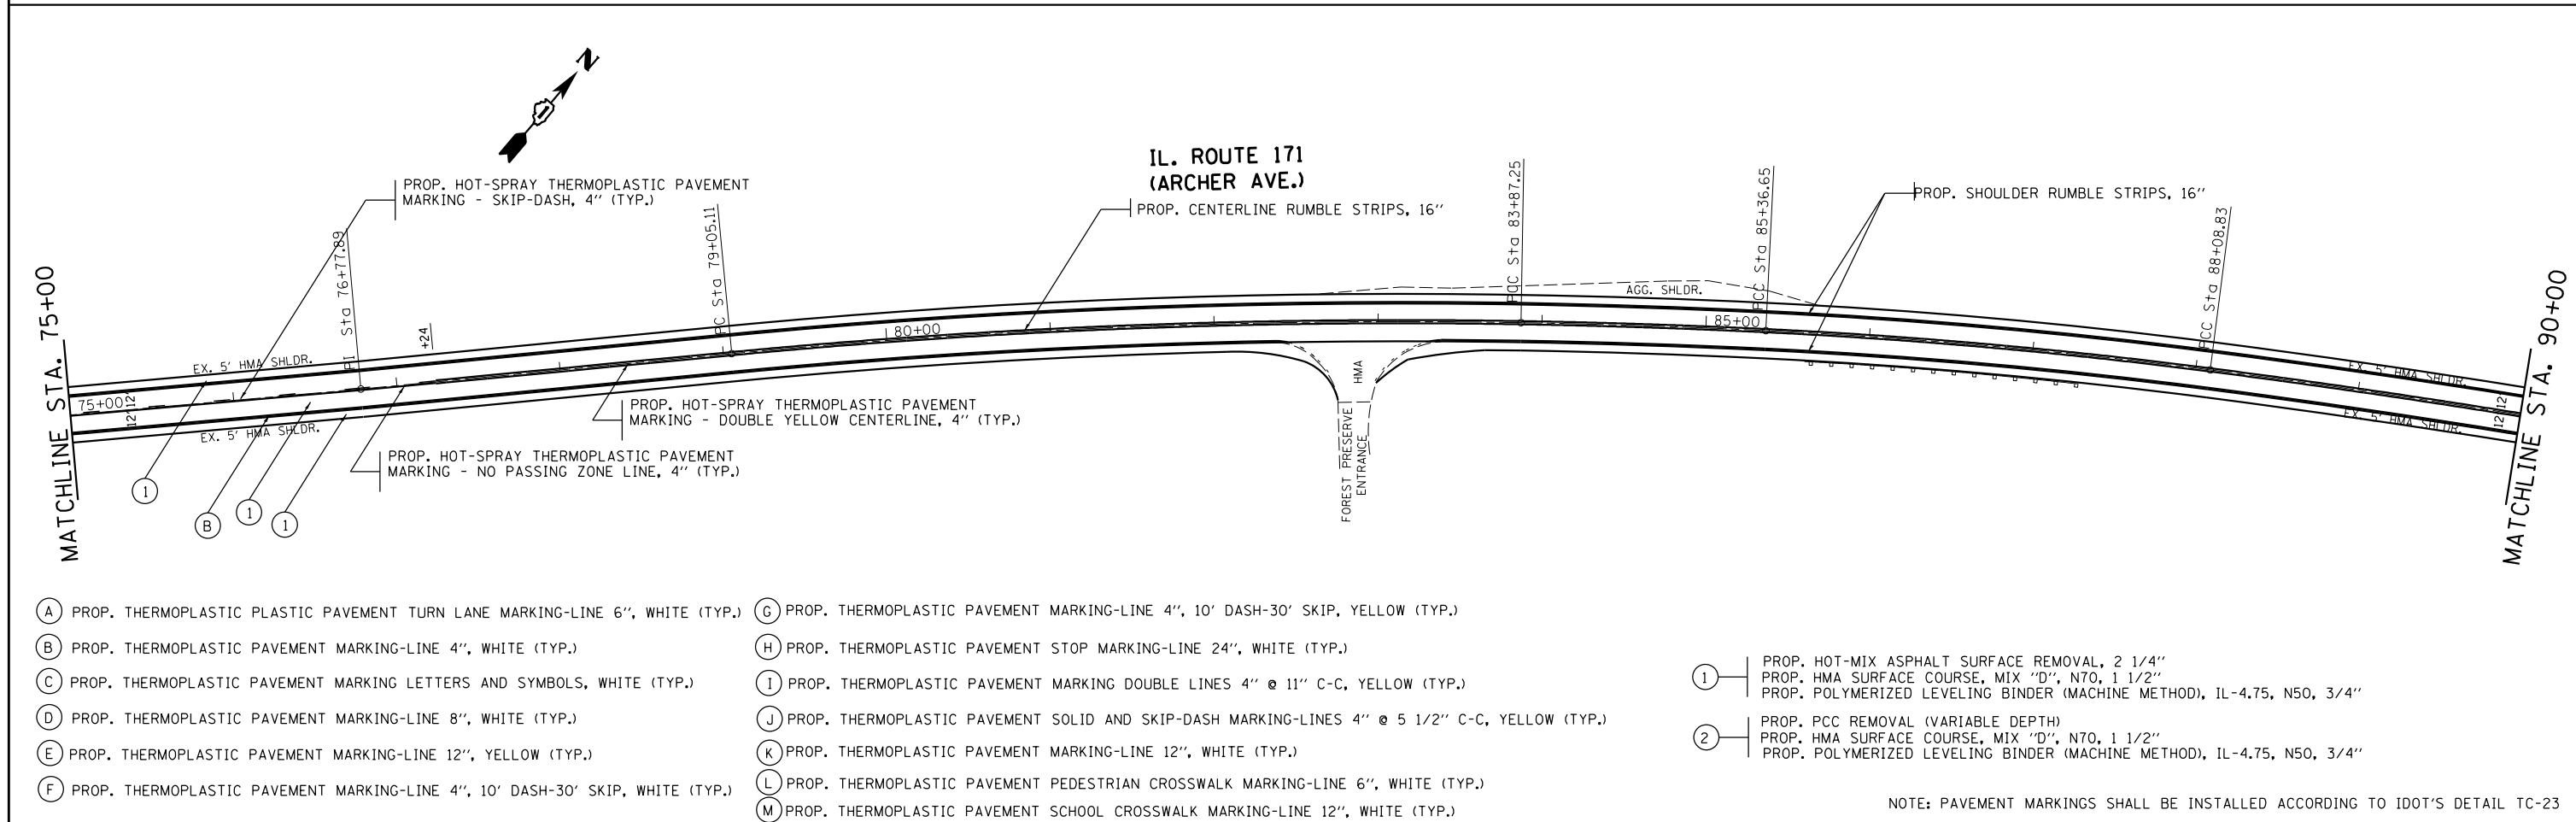 N
IL. ROUTE 171
(ARCHER AVE.)
PROP. HOT-SPRAY THERMOPLASTIC PAVEMENT
MARKING - SKIP-DASH, 4" (TYP.)
PROP. CENTERLINE RUMBLE STRIPS, 16"
PROP. SHOULDER RUMBLE STRIPS, 16"
PI Sta 76+77.89
+24
PC Sta 79+05.11
PCC Sta 83+87.25
PCC Sta 85+36.65
PCC Sta 88+08.83
MATCHLINE STA. 75+00
MATCHLINE STA. 90+00
AGG. SHLDR.
80+00
85+00
EX. 5' HMA SHLDR.
EX. 5' HMA SHLDR.
75+00
12'
12'
12'
12'
EX. 5' HMA SHLDR.
EX. 5' HMA SHLDR.
HMA
FOREST PRESERVE
ENTRANCE
PROP. HOT-SPRAY THERMOPLASTIC PAVEMENT
MARKING - DOUBLE YELLOW CENTERLINE, 4" (TYP.)
PROP. HOT-SPRAY THERMOPLASTIC PAVEMENT
MARKING - NO PASSING ZONE LINE, 4" (TYP.)
1
B
1
1
A PROP. THERMOPLASTIC PLASTIC PAVEMENT TURN LANE MARKING-LINE 6", WHITE (TYP.)
B PROP. THERMOPLASTIC PAVEMENT MARKING-LINE 4", WHITE (TYP.)
C PROP. THERMOPLASTIC PAVEMENT MARKING LETTERS AND SYMBOLS, WHITE (TYP.)
D PROP. THERMOPLASTIC PAVEMENT MARKING-LINE 8", WHITE (TYP.)
E PROP. THERMOPLASTIC PAVEMENT MARKING-LINE 12", YELLOW (TYP.)
F PROP. THERMOPLASTIC PAVEMENT MARKING-LINE 4", 10' DASH-30' SKIP, WHITE (TYP.)
G PROP. THERMOPLASTIC PAVEMENT MARKING-LINE 4", 10' DASH-30' SKIP, YELLOW (TYP.)
H PROP. THERMOPLASTIC PAVEMENT STOP MARKING-LINE 24", WHITE (TYP.)
I PROP. THERMOPLASTIC PAVEMENT MARKING DOUBLE LINES 4" @ 11" C-C, YELLOW (TYP.)
J PROP. THERMOPLASTIC PAVEMENT SOLID AND SKIP-DASH MARKING-LINES 4" @ 5 1/2" C-C, YELLOW (TYP.)
K PROP. THERMOPLASTIC PAVEMENT MARKING-LINE 12", WHITE (TYP.)
L PROP. THERMOPLASTIC PAVEMENT PEDESTRIAN CROSSWALK MARKING-LINE 6", WHITE (TYP.)
M PROP. THERMOPLASTIC PAVEMENT SCHOOL CROSSWALK MARKING-LINE 12", WHITE (TYP.)
1
PROP. HOT-MIX ASPHALT SURFACE REMOVAL, 2 1/4"
PROP. HMA SURFACE COURSE, MIX "D", N70, 1 1/2"
PROP. POLYMERIZED LEVELING BINDER (MACHINE METHOD), IL-4.75, N50, 3/4"
2
PROP. PCC REMOVAL (VARIABLE DEPTH)
PROP. HMA SURFACE COURSE, MIX "D", N70, 1 1/2"
PROP. POLYMERIZED LEVELING BINDER (MACHINE METHOD), IL-4.75, N50, 3/4"
NOTE: PAVEMENT MARKINGS SHALL BE INSTALLED ACCORDING TO IDOT'S DETAIL TC-23